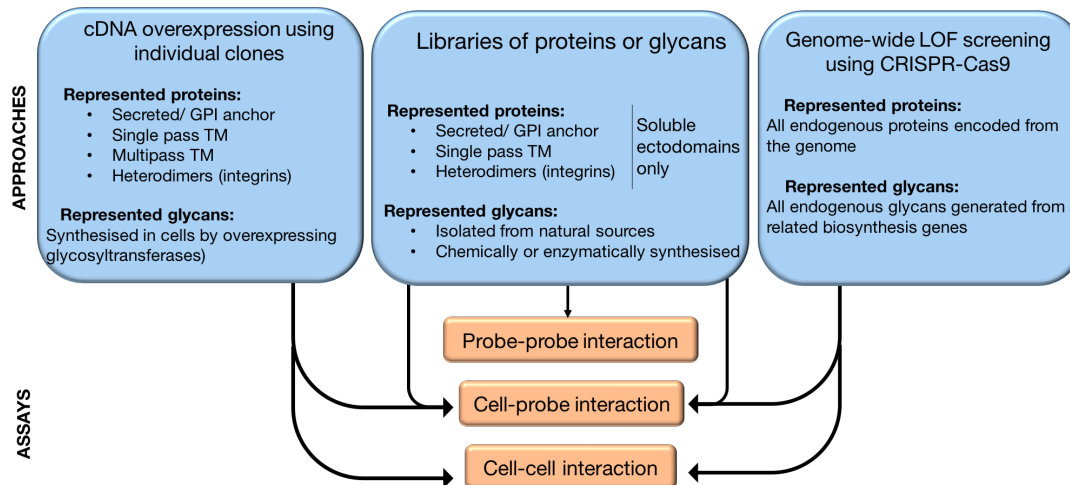 APPROACHES
cDNA overexpression using
individual clones
Represented proteins:
• Secreted/ GPI anchor
• Single pass TM
• Multipass TM
• Heterodimers (integrins)
Represented glycans:
Synthesised in cells by overexpressing
glycosyltransferases)
Libraries of proteins or glycans
Represented proteins:
• Secreted/ GPI anchor
• Single pass TM
• Heterodimers (integrins)
Soluble
ectodomains
only
Represented glycans:
• Isolated from natural sources
• Chemically or enzymatically synthesised
Genome-wide LOF screening
using CRISPR-Cas9
Represented proteins:
All endogenous proteins encoded from
the genome
Represented glycans:
All endogenous glycans generated from
related biosynthesis genes
ASSAYS
Probe-probe interaction
Cell-probe interaction
Cell-cell interaction